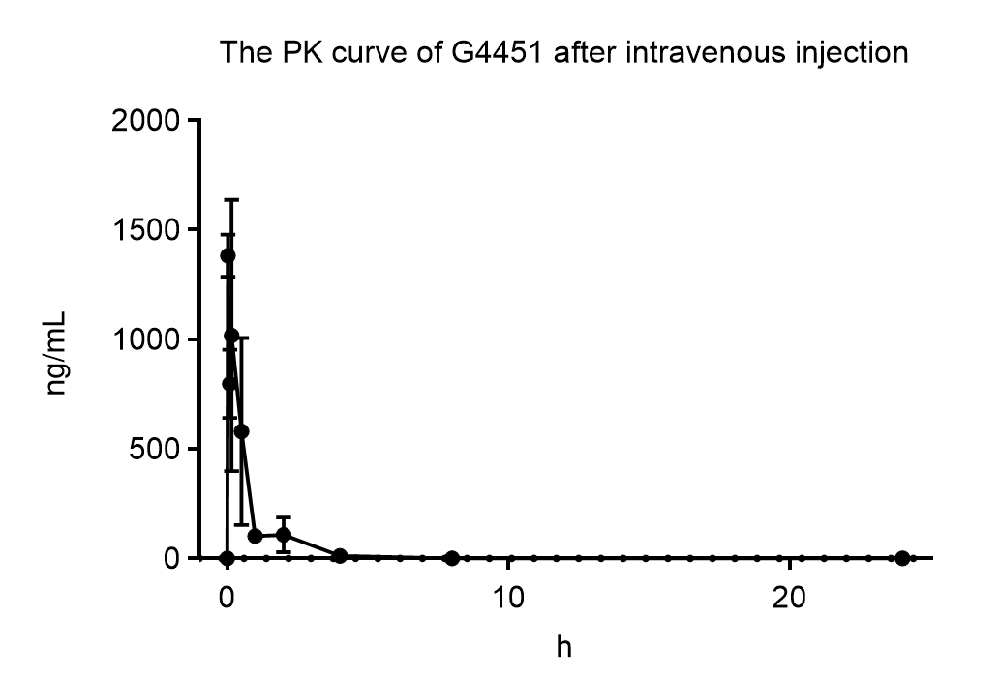 The PK curve of G4451 after intravenous injection
2000
1500
1000
500
0
ng/mL
0 10 20
h